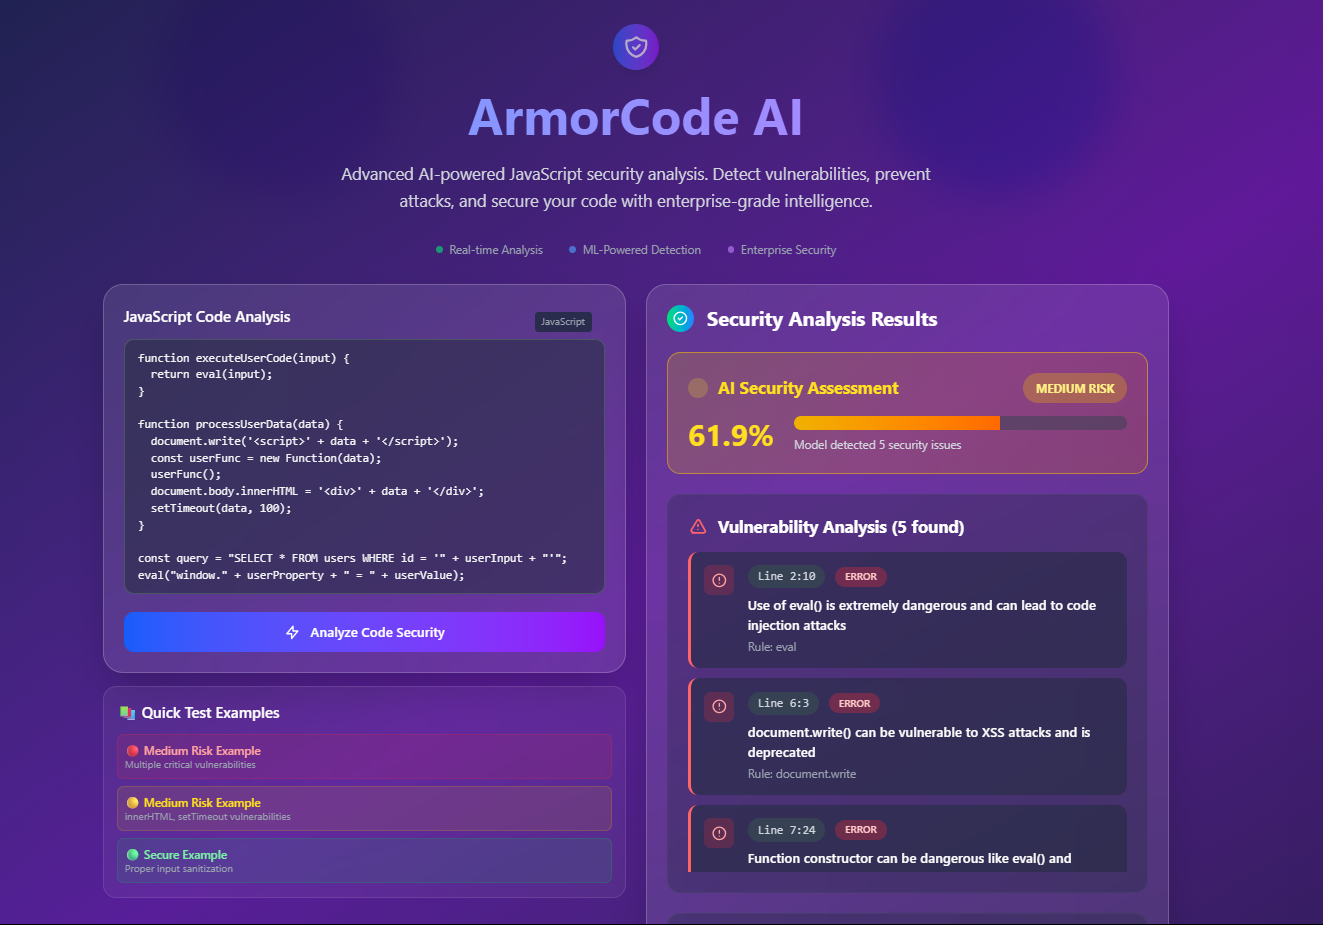 ArmorCode AI
Advanced AI-powered JavaScript security analysis. Detect vulnerabilities, prevent
attacks, and secure your code with enterprise-grade intelligence.
Real-time Analysis
ML-Powered Detection
Enterprise Security
JavaScript Code Analysis
JavaScript
function executeUserCode(input) {
  return eval(input);
}

function processUserData(data) {
  document.write('<script>' + data + '</script>');
  const userFunc = new Function(data);
  userFunc();
  document.body.innerHTML = '<div>' + data + '</div>';
  setTimeout(data, 100);
}

const query = "SELECT * FROM users WHERE id = '" + userInput + "'";
eval("window." + userProperty + " = " + userValue);
Analyze Code Security
Quick Test Examples
Medium Risk Example
Multiple critical vulnerabilities
Medium Risk Example
innerHTML, setTimeout vulnerabilities
Secure Example
Proper input sanitization
Security Analysis Results
AI Security Assessment
MEDIUM RISK
61.9%
Model detected 5 security issues
Vulnerability Analysis (5 found)
Line 2:10
ERROR
Use of eval() is extremely dangerous and can lead to code
injection attacks
Rule: eval
Line 6:3
ERROR
document.write() can be vulnerable to XSS attacks and is
deprecated
Rule: document.write
Line 7:24
ERROR
Function constructor can be dangerous like eval() and